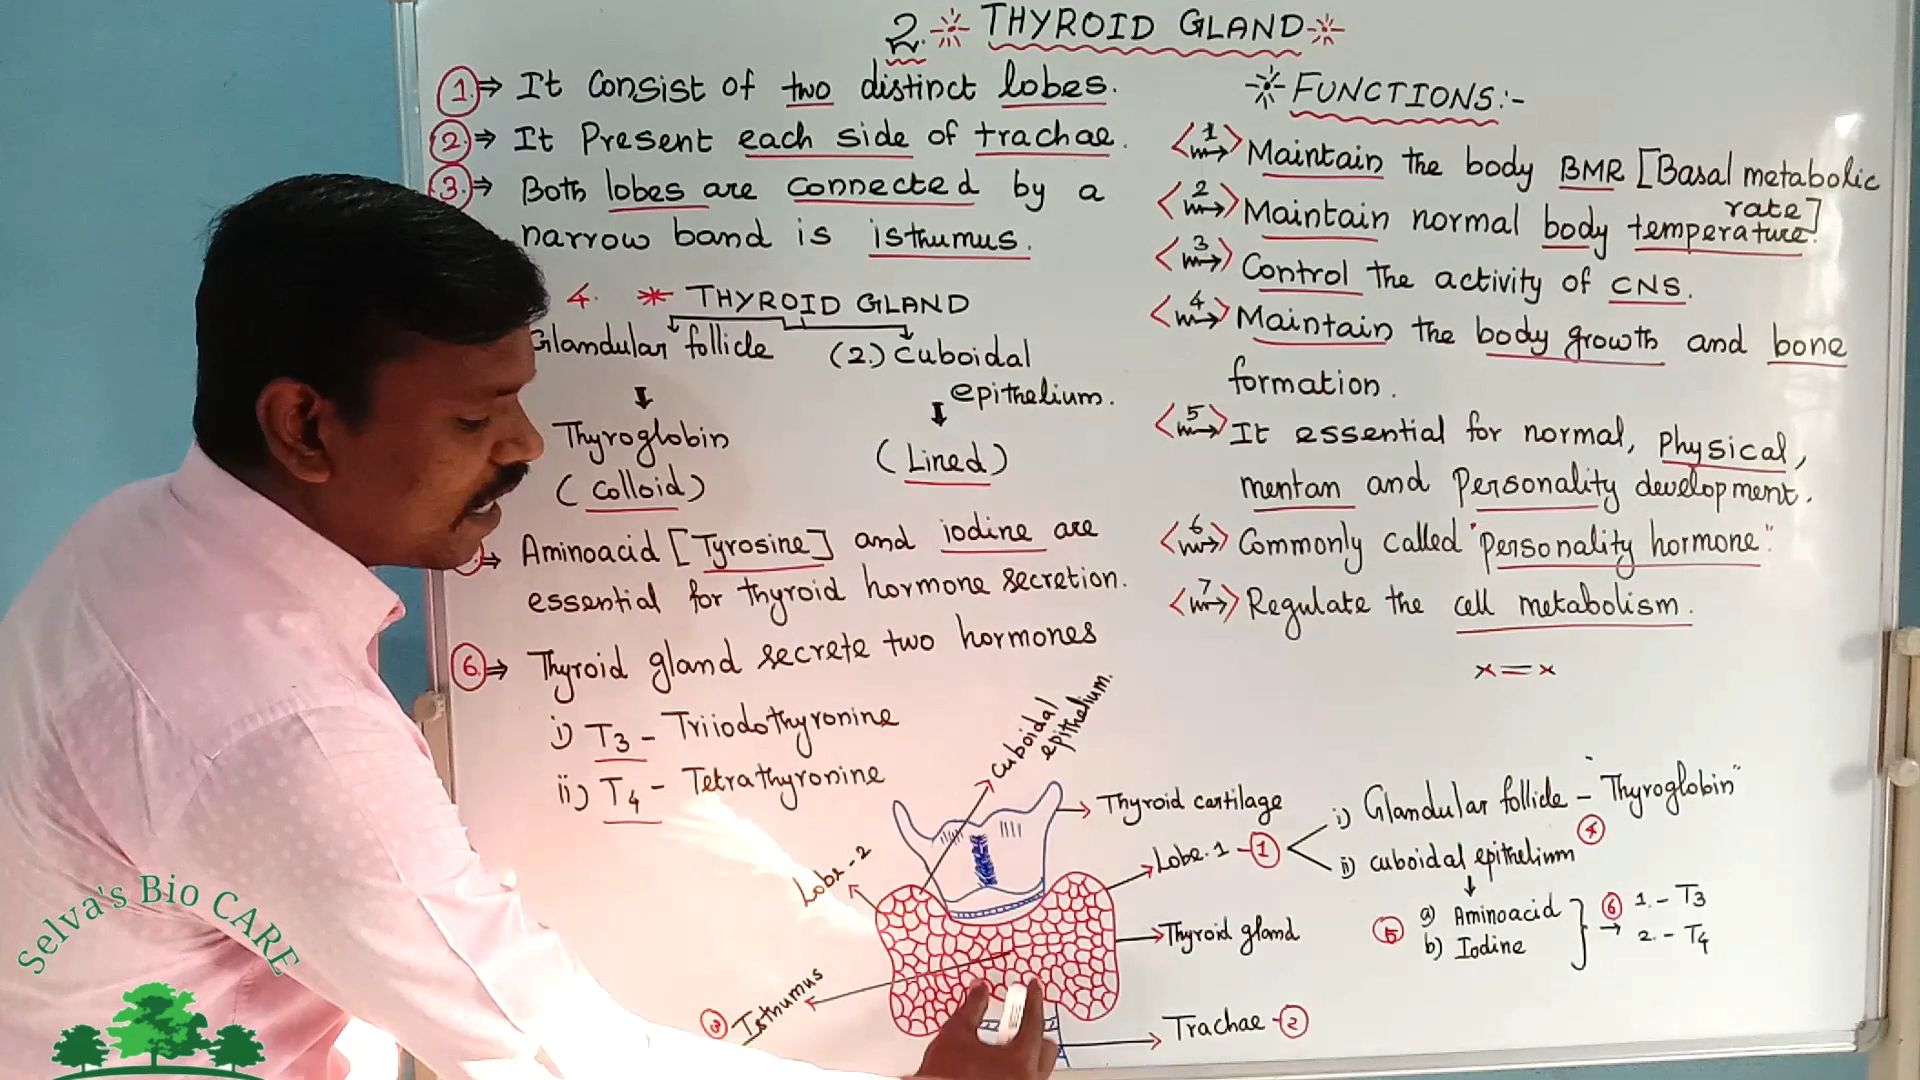 2. THYROID GLAND
1. ⇒ It Consist of two distinct lobes.
2. ⇒ It Present each side of trachae.
3. ⇒ Both lobes are connected by a
narrow band is isthumus.
4. * THYROID GLAND
Glandular follicle (2.) Cuboidal
epithelium.
Thyroglobin
(Colloid)
(Lined)
⇒ Aminoacid [Tyrosine] and iodine are
essential for thyroid hormone secretion.
6. ⇒ Thyroid gland secrete two hormones
i) T3 - Triiodothyronine
ii) T4 - Tetrathyronine
FUNCTIONS:-
1 Maintain the body BMR [Basal metabolic
rate]
2 Maintain normal body temperature.
3 Control the activity of CNS.
4 Maintain the body growth and bone
formation.
5 It essential for normal, Physical,
mentan and Personality development.
6 Commonly called "Personality hormone".
7 Regulate the cell metabolism.
x = x
cuboidal
epithelium.
Thyroid cartilage
Lobe-2
Lobe.1 - 1
i) Glandular follicle - "Thyroglobin"
4
ii) cuboidal epithelium
Thyroid gland
5 a) Aminoacid
b) Iodine
6 → 1. - T3
2. - T4
3 Isthumus
Trachae - 2
Selva's Bio CARE